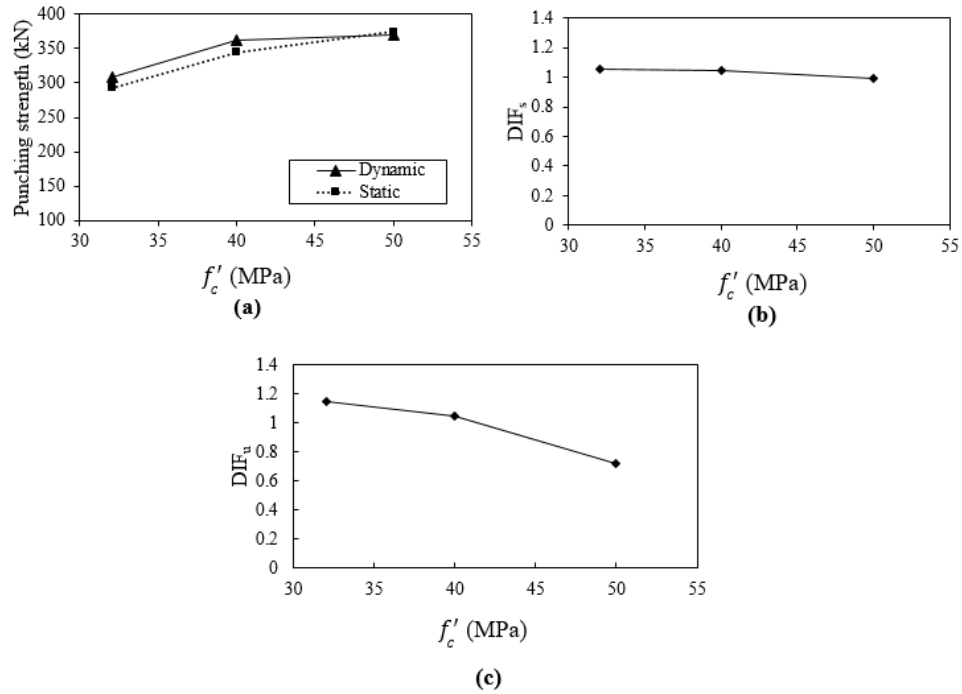 Punching strength (kN)
400
350
300
250
200
150
100
Dynamic
Static
30 35 40 45 50 55
f′c (MPa)
(a)
DIFs
1.4
1.2
1
0.8
0.6
0.4
0.2
0
30 35 40 45 50 55
f′c (MPa)
(b)
DIFu
1.4
1.2
1
0.8
0.6
0.4
0.2
0
30 35 40 45 50 55
f′c (MPa)
(c)